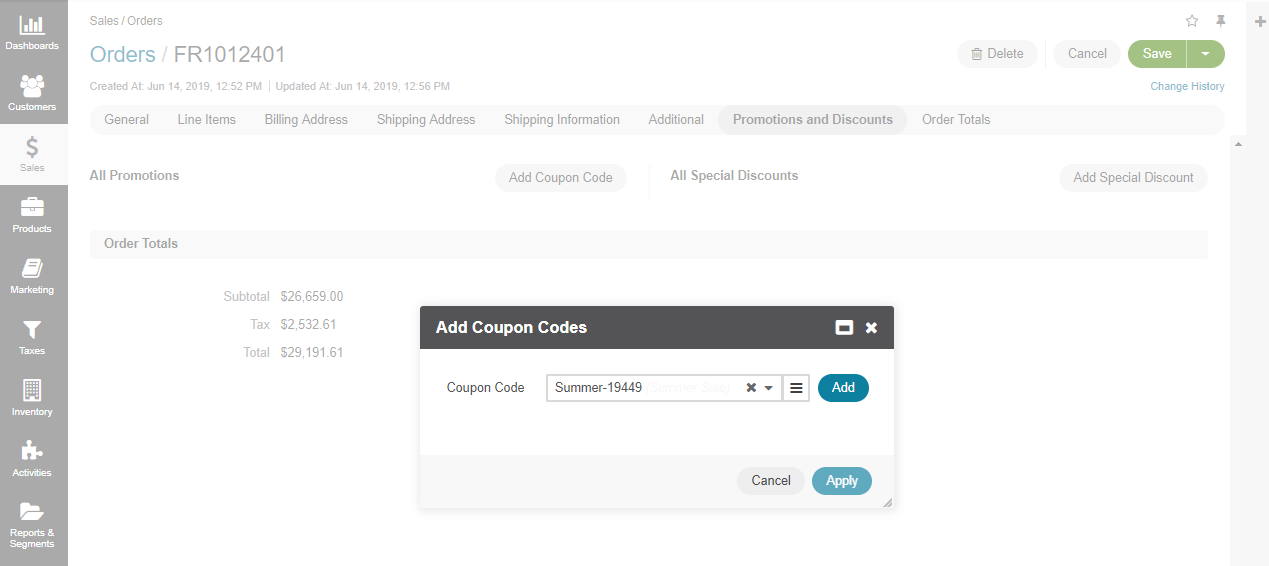 Dashboards
Customers
Sales
Products
Marketing
Taxes
Inventory
Activities
Reports &
Segments
Sales / Orders
Orders / FR1012401
Delete
Cancel
Save
Created At: Jun 14, 2019, 12:52 PM | Updated At: Jun 14, 2019, 12:56 PM
Change History
General Line Items Billing Address Shipping Address Shipping Information Additional Promotions and Discounts Order Totals
All Promotions
Add Coupon Code
All Special Discounts
Add Special Discount
Order Totals
Subtotal $26,659.00
Tax $2,532.61
Total $29,191.61
Add Coupon Codes
Coupon Code Summer-19449 (Summer Sale) Add
Cancel Apply